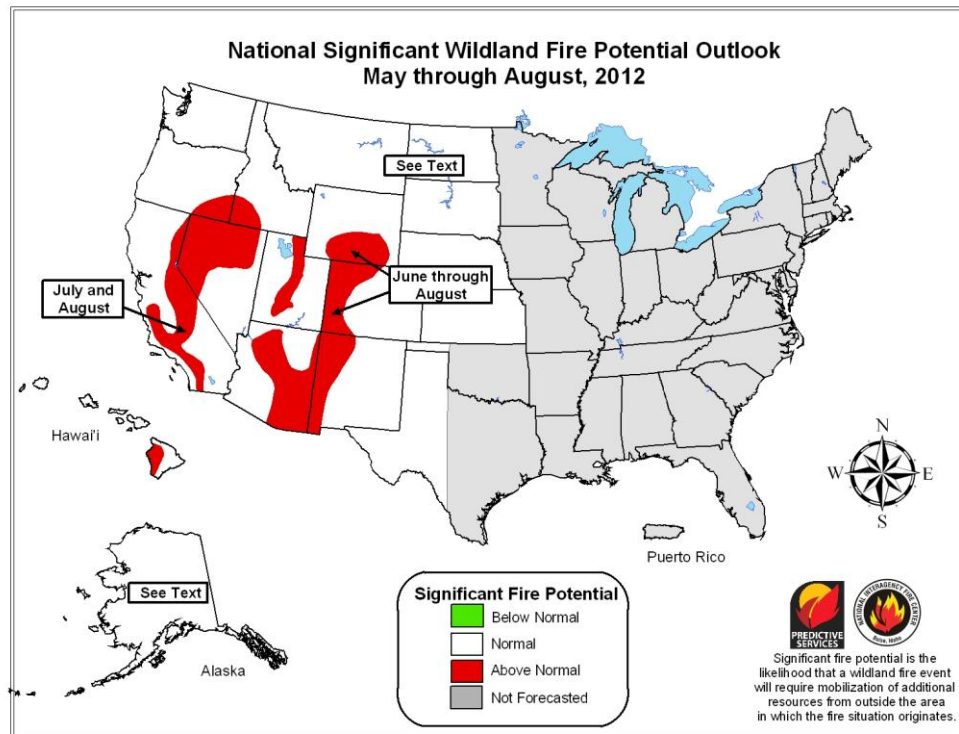 National Significant Wildland Fire Potential Outlook
May through August, 2012
See Text
July and
August
June through
August
Hawai'i
N
W
E
S
Puerto Rico
See Text
Alaska
Significant Fire Potential
Below Normal
Normal
Above Normal
Not Forecasted
PREDICTIVE
SERVICES
NATIONAL INTERAGENCY FIRE CENTER
Boise, Idaho
Significant fire potential is the
likelihood that a wildland fire event
will require mobilization of additional
resources from outside the area
in which the fire situation originates.